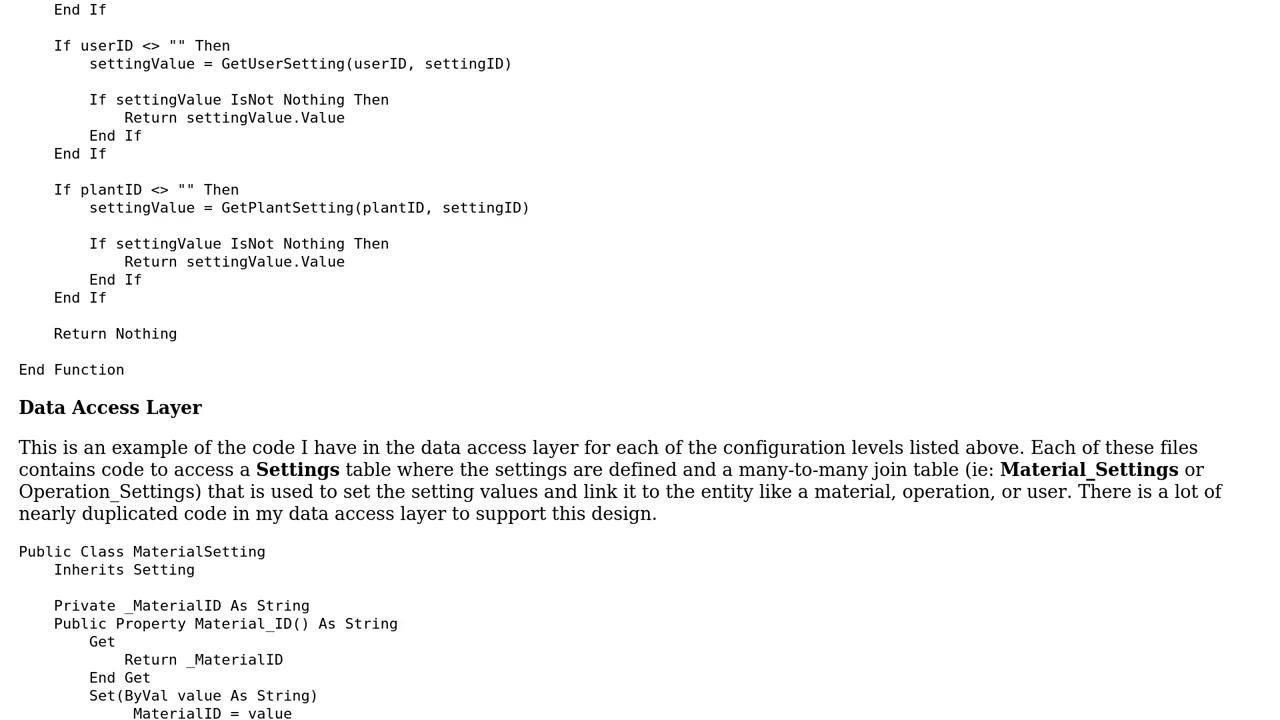 End If
If userID <> "" Then
settingValue = GetUserSetting(userID, settingID)
If settingValue IsNot Nothing Then
Return settingValue.Value
End If
End If
If plantID <> "" Then
settingValue = GetPlantSetting(plantID, settingID)
If settingValue IsNot Nothing Then
Return settingValue.Value
End If
End If
Return Nothing
End Function
Data Access Layer
This is an example of the code I have in the data access layer for each of the configuration levels listed above. Each of these files
contains code to access a Settings table where the settings are defined and a many-to-many join table (ie: Material_Settings or
Operation_Settings) that is used to set the setting values and link it to the entity like a material, operation, or user. There is a lot of
nearly duplicated code in my data access layer to support this design.
Public Class MaterialSetting
Inherits Setting
Private _MaterialID As String
Public Property Material_ID() As String
Get
Return _MaterialID
End Get
Set(ByVal value As String)
MaterialID = value